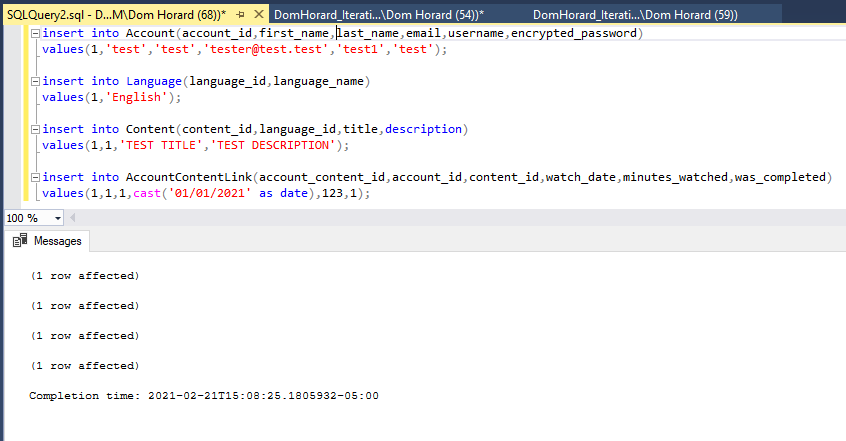 SQLQuery2.sql - D...M\Dom Horard (68))* DomHorard_Iterati...\Dom Horard (54))* DomHorard_Iterati...\Dom Horard (59))
insert into Account(account_id,first_name,last_name,email,username,encrypted_password)
values(1,'test','test','tester@test.test','test1','test');
insert into Language(language_id,language_name)
values(1,'English');
insert into Content(content_id,language_id,title,description)
values(1,1,'TEST TITLE','TEST DESCRIPTION');
insert into AccountContentLink(account_content_id,account_id,content_id,watch_date,minutes_watched,was_completed)
values(1,1,1,cast('01/01/2021' as date),123,1);
100 %
Messages
(1 row affected)
(1 row affected)
(1 row affected)
(1 row affected)
Completion time: 2021-02-21T15:08:25.1805932-05:00